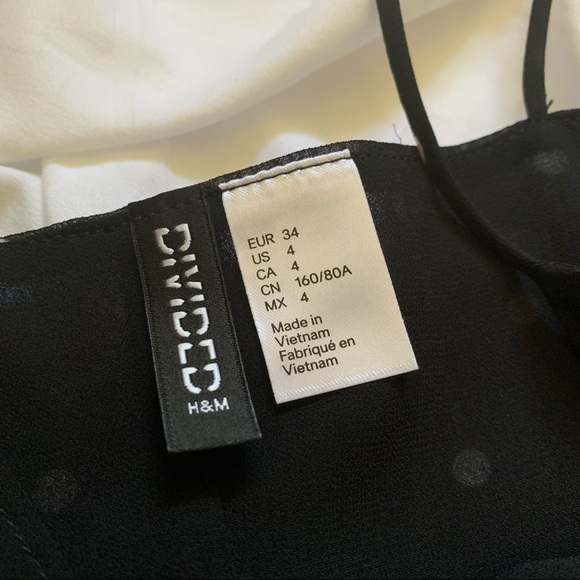 DIVIDED
H&M
EUR 34
US 4
CA 4
CN 160/80A
MX 4
Made in
Vietnam
Fabriqué en
Vietnam